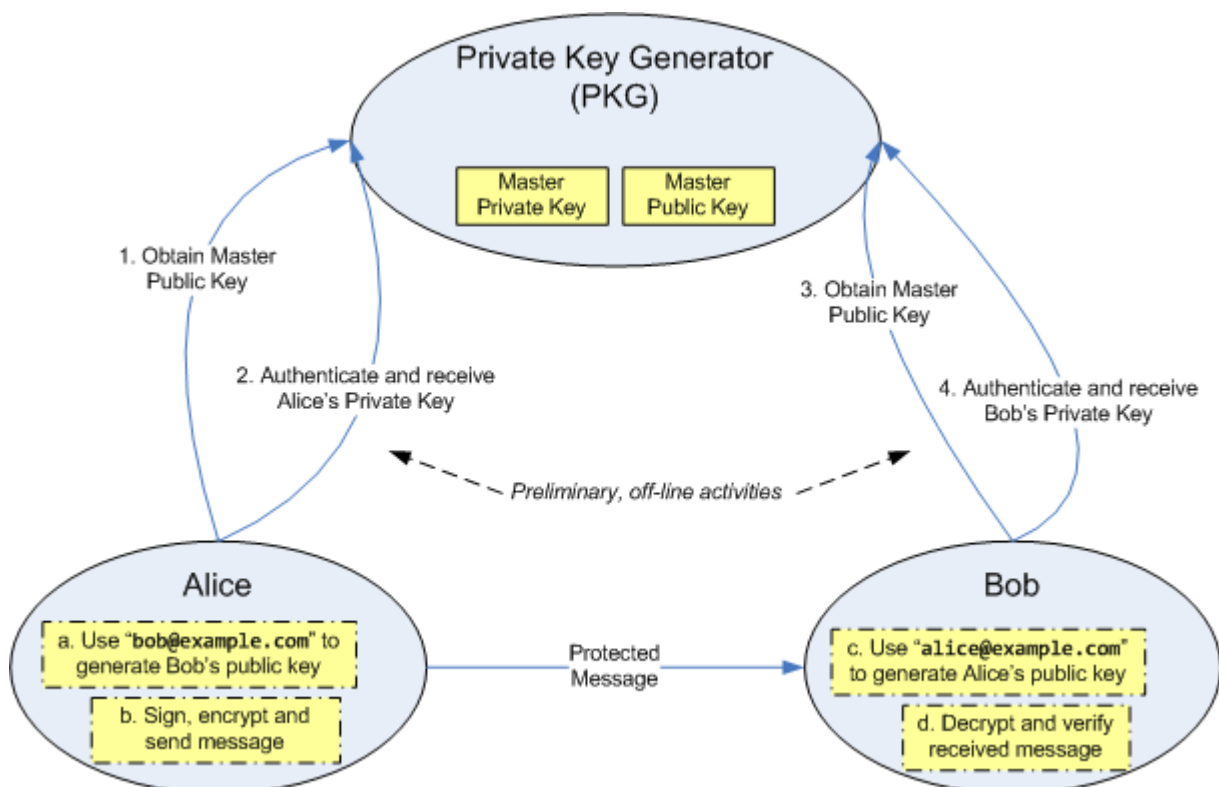 Private Key Generator
(PKG)
Master
Private Key
Master
Public Key
1. Obtain Master
Public Key
2. Authenticate and receive
Alice's Private Key
3. Obtain Master
Public Key
4. Authenticate and receive
Bob's Private Key
Preliminary, off-line activities
Alice
a. Use “bob@example.com” to
generate Bob's public key
b. Sign, encrypt and
send message
Protected
Message
Bob
c. Use “alice@example.com”
to generate Alice's public key
d. Decrypt and verify
received message